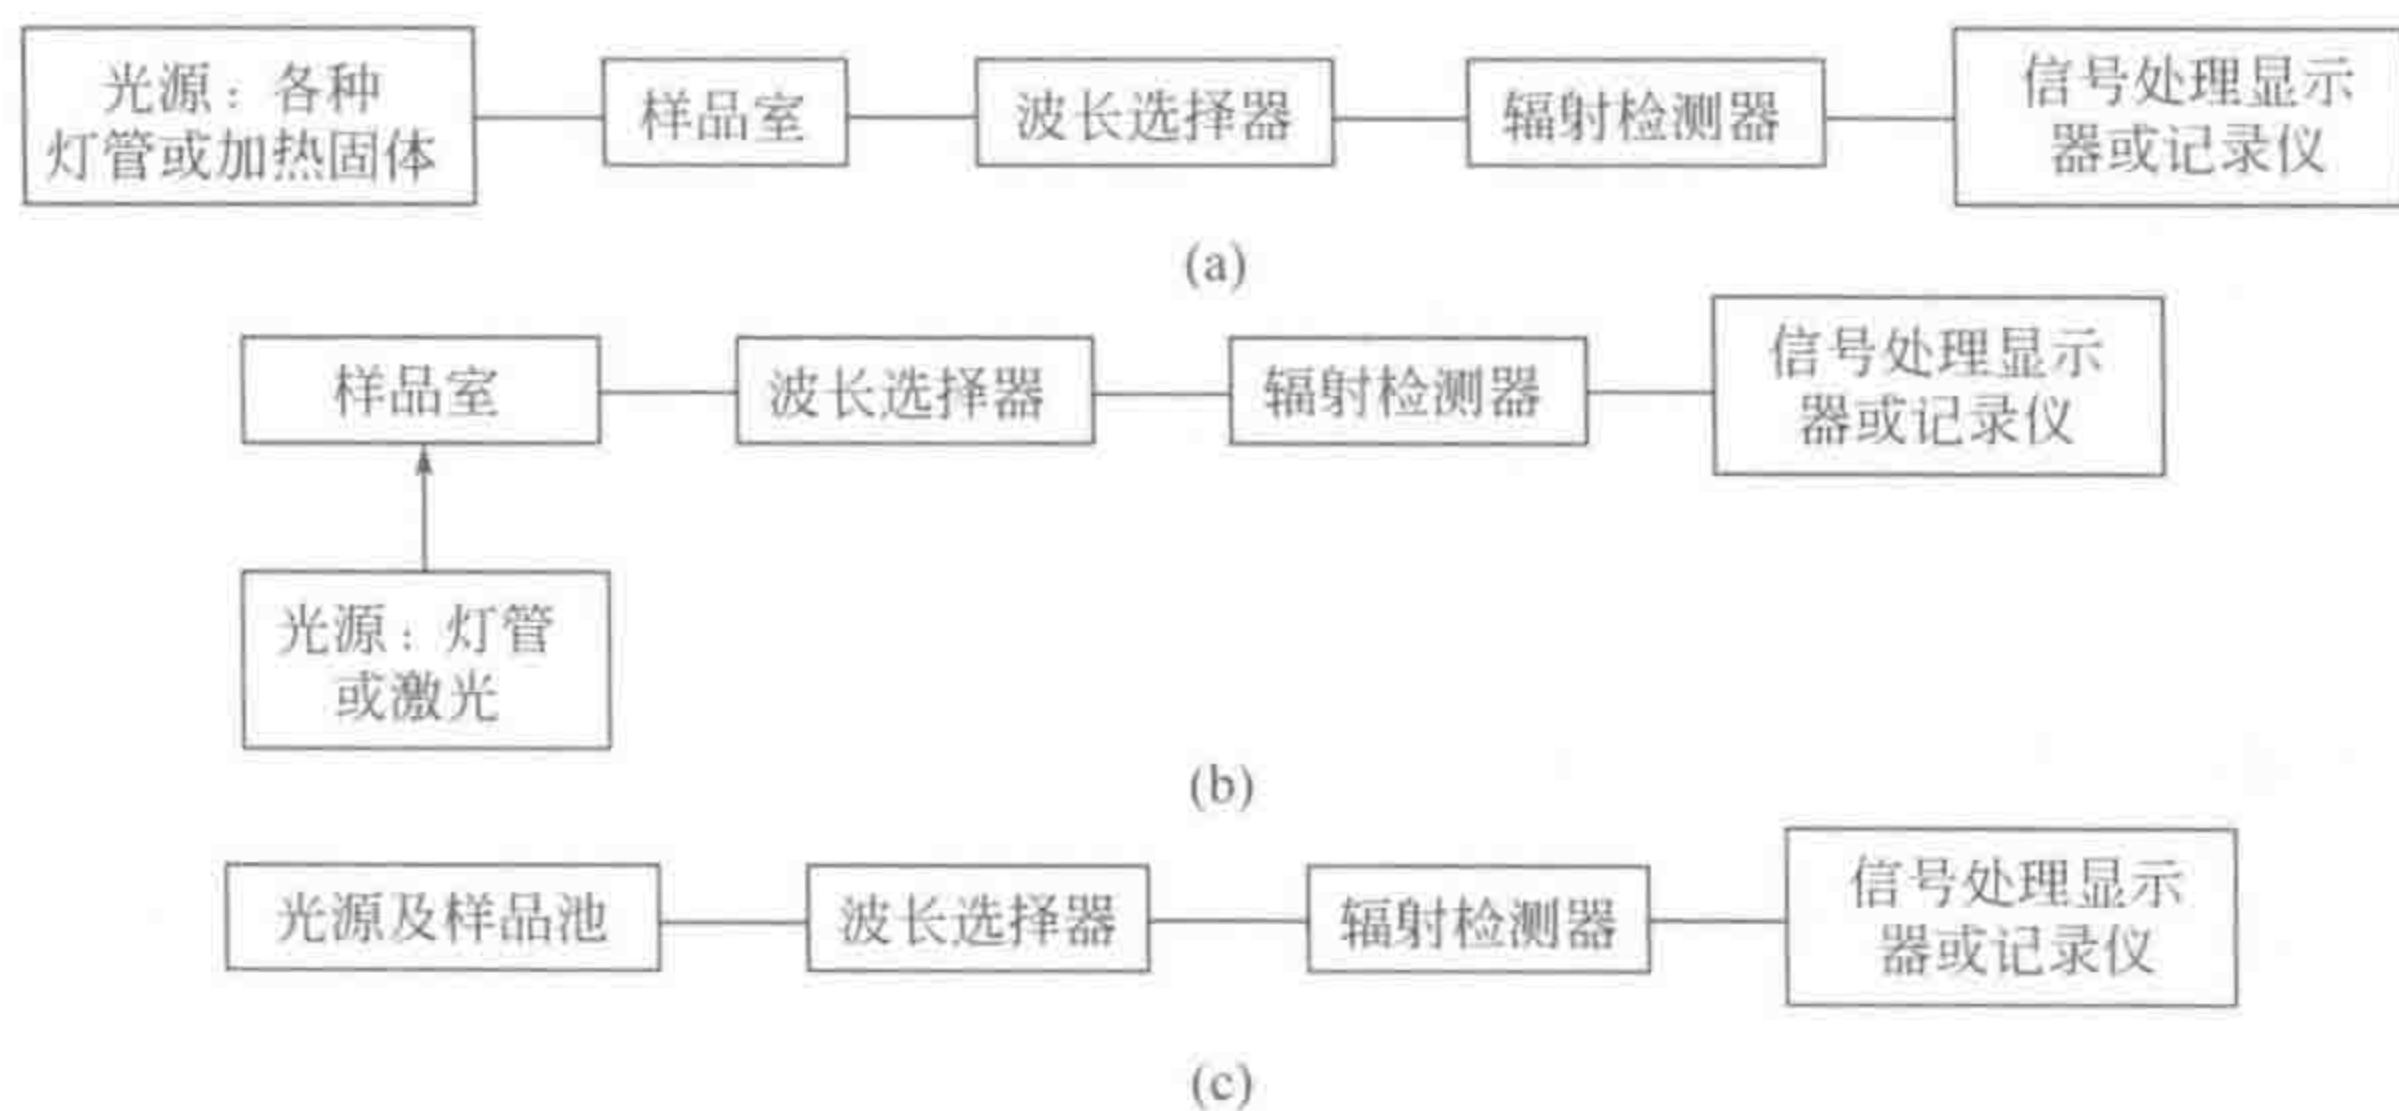 光源：各种
灯管或加热固体
样品室
波长选择器
辐射检测器
信号处理显示
器或记录仪
(a)
样品室
波长选择器
辐射检测器
信号处理显示
器或记录仪
光源：灯管
或激光
(b)
光源及样品池
波长选择器
辐射检测器
信号处理显示
器或记录仪
(c)